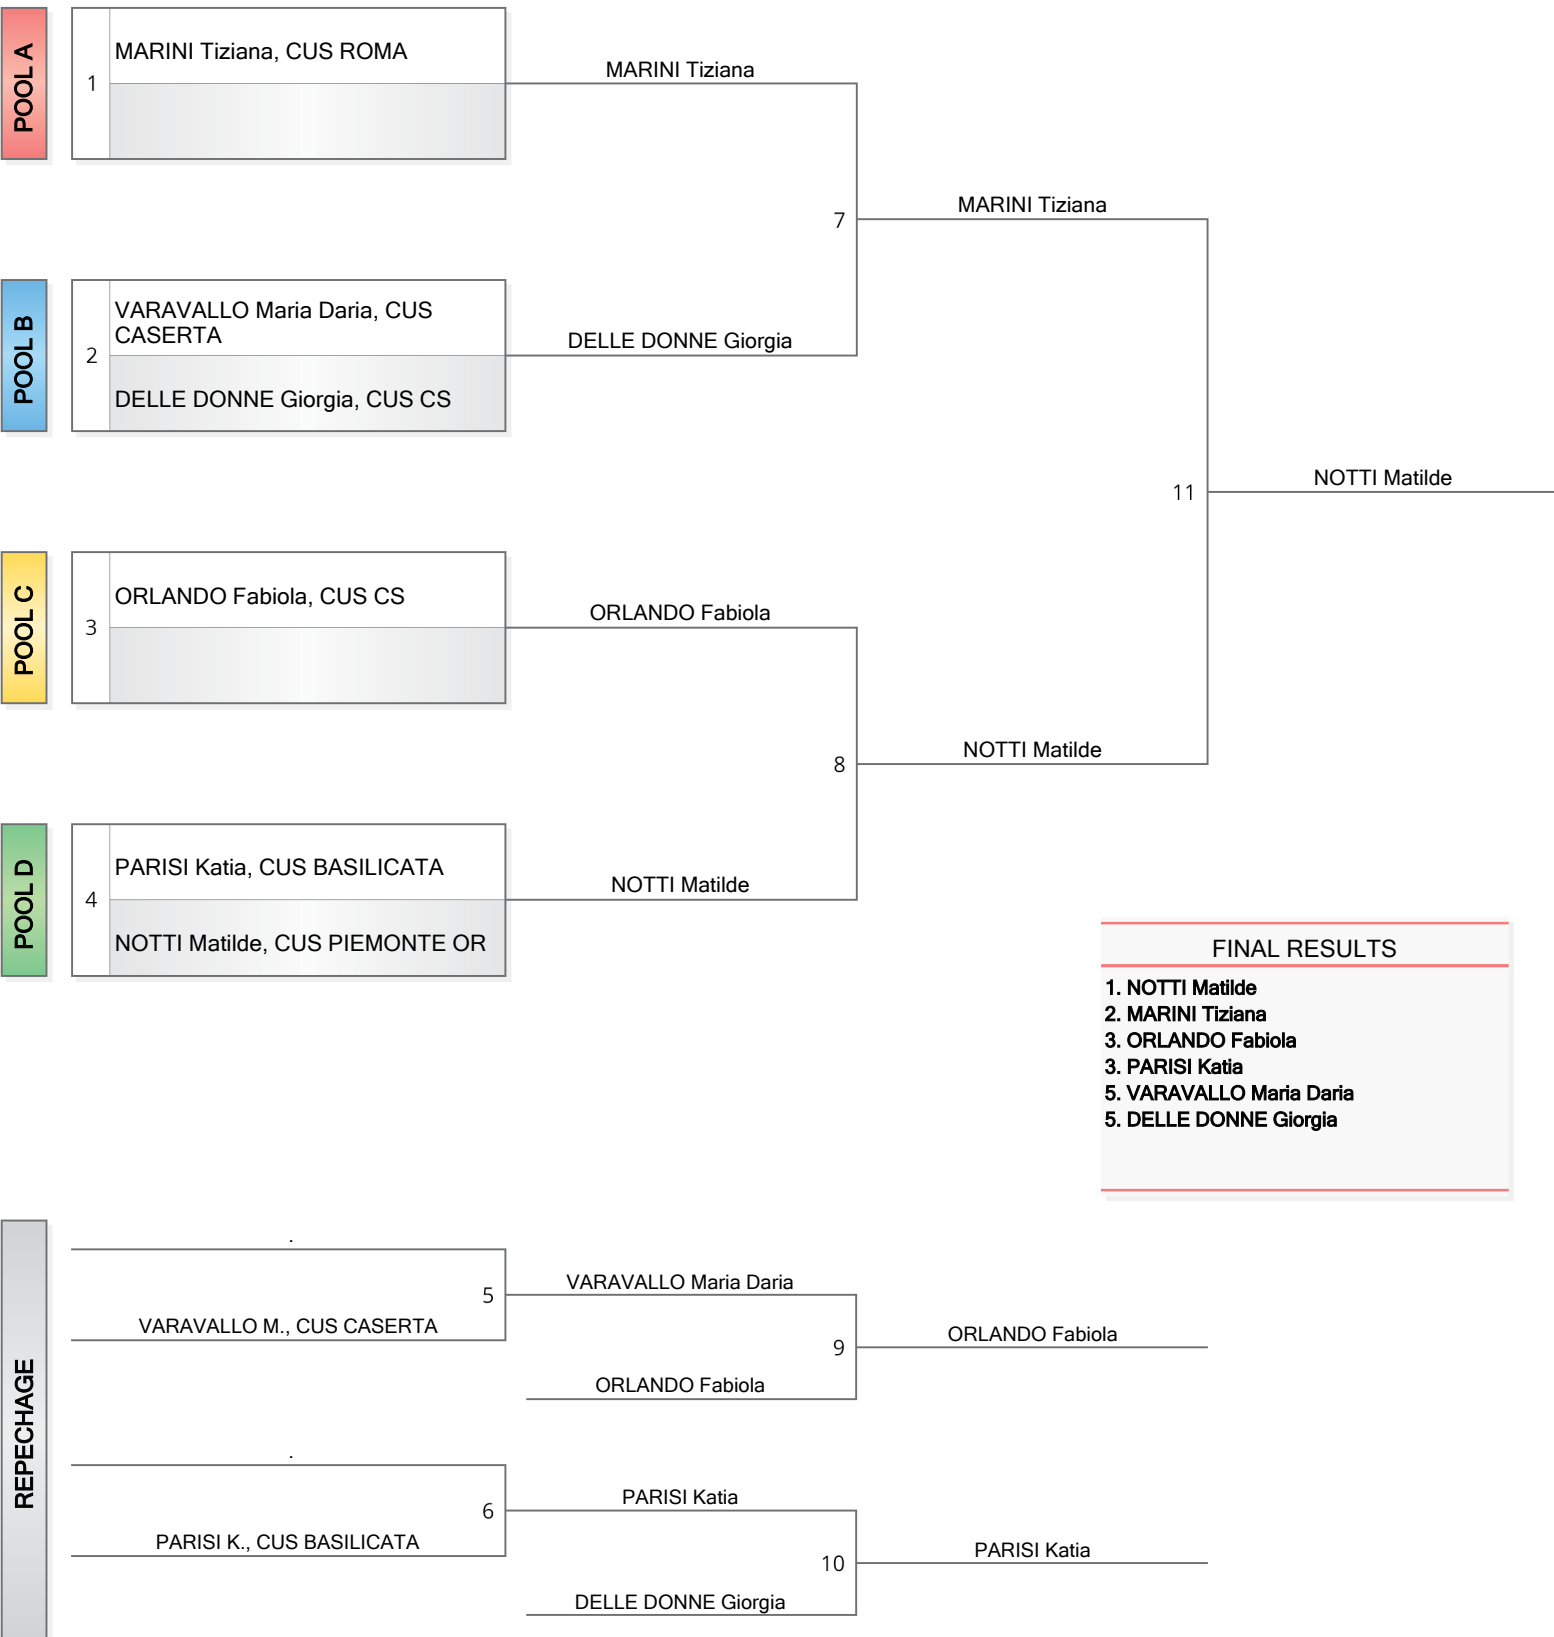 POOL A
1
MARINI Tiziana, CUS ROMA
MARINI Tiziana
7
MARINI Tiziana
POOL B
2
VARAVALLO Maria Daria, CUS
CASERTA
DELLE DONNE Giorgia, CUS CS
DELLE DONNE Giorgia
11
NOTTI Matilde
POOL C
3
ORLANDO Fabiola, CUS CS
ORLANDO Fabiola
8
NOTTI Matilde
POOL D
4
PARISI Katia, CUS BASILICATA
NOTTI Matilde, CUS PIEMONTE OR
NOTTI Matilde
FINAL RESULTS
1. NOTTI Matilde
2. MARINI Tiziana
3. ORLANDO Fabiola
3. PARISI Katia
5. VARAVALLO Maria Daria
5. DELLE DONNE Giorgia
REPECHAGE
.
5
VARAVALLO M., CUS CASERTA
VARAVALLO Maria Daria
9
ORLANDO Fabiola
ORLANDO Fabiola
.
6
PARISI K., CUS BASILICATA
PARISI Katia
10
DELLE DONNE Giorgia
PARISI Katia